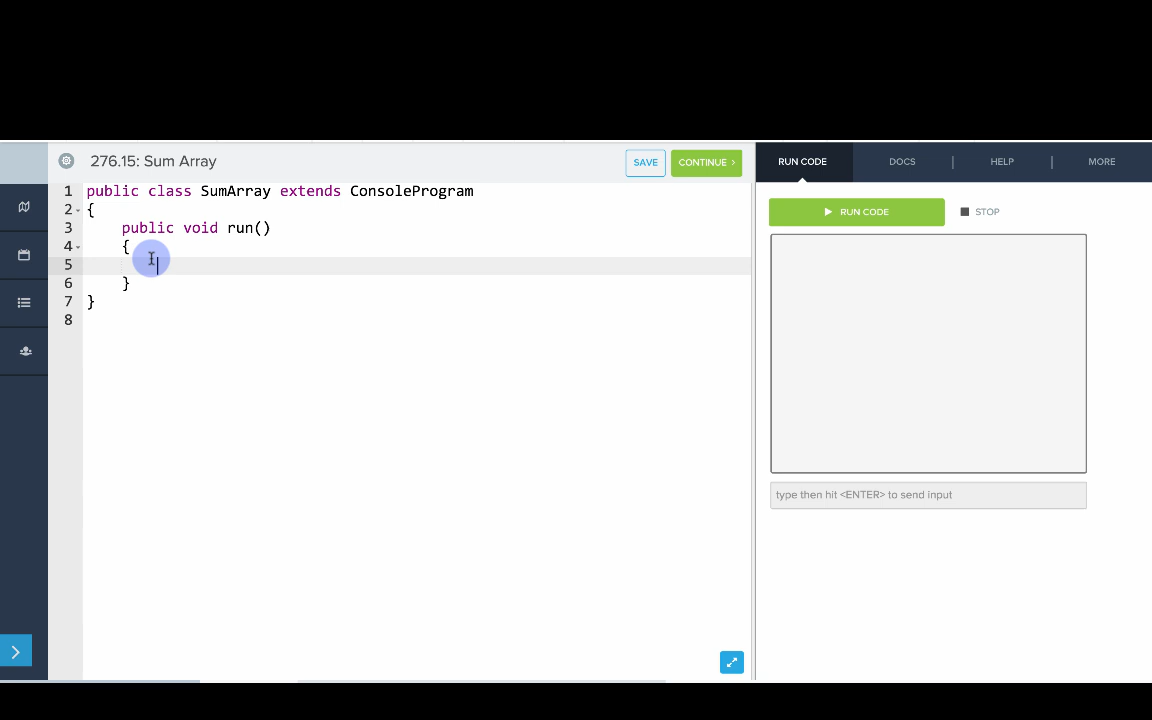 276.15: Sum Array
SAVE
CONTINUE >
RUN CODE
DOCS
|
HELP
|
MORE
1 public class SumArray extends ConsoleProgram
2 {
3 public void run()
4 {
5
6 }
7 }
8
RUN CODE
STOP
type then hit <ENTER> to send input